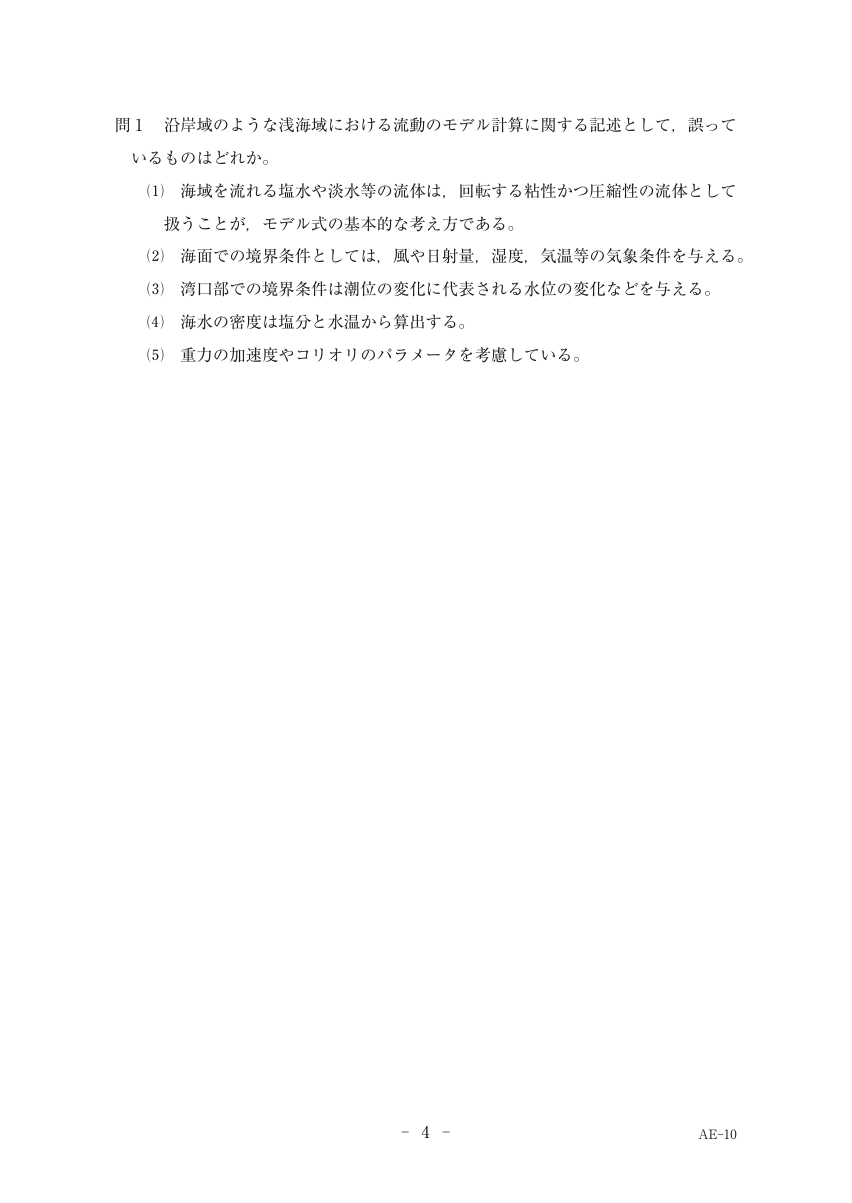 問1　沿岸域のような浅海域における流動のモデル計算に関する記述として，誤って
いるものはどれか。
⑴　海域を流れる塩水や淡水等の流体は，回転する粘性かつ圧縮性の流体として
扱うことが，モデル式の基本的な考え方である。
⑵　海面での境界条件としては，風や日射量，湿度，気温等の気象条件を与える。
⑶　湾口部での境界条件は潮位の変化に代表される水位の変化などを与える。
⑷　海水の密度は塩分と水温から算出する。
⑸　重力の加速度やコリオリのパラメータを考慮している。
− 4 −
AE−10